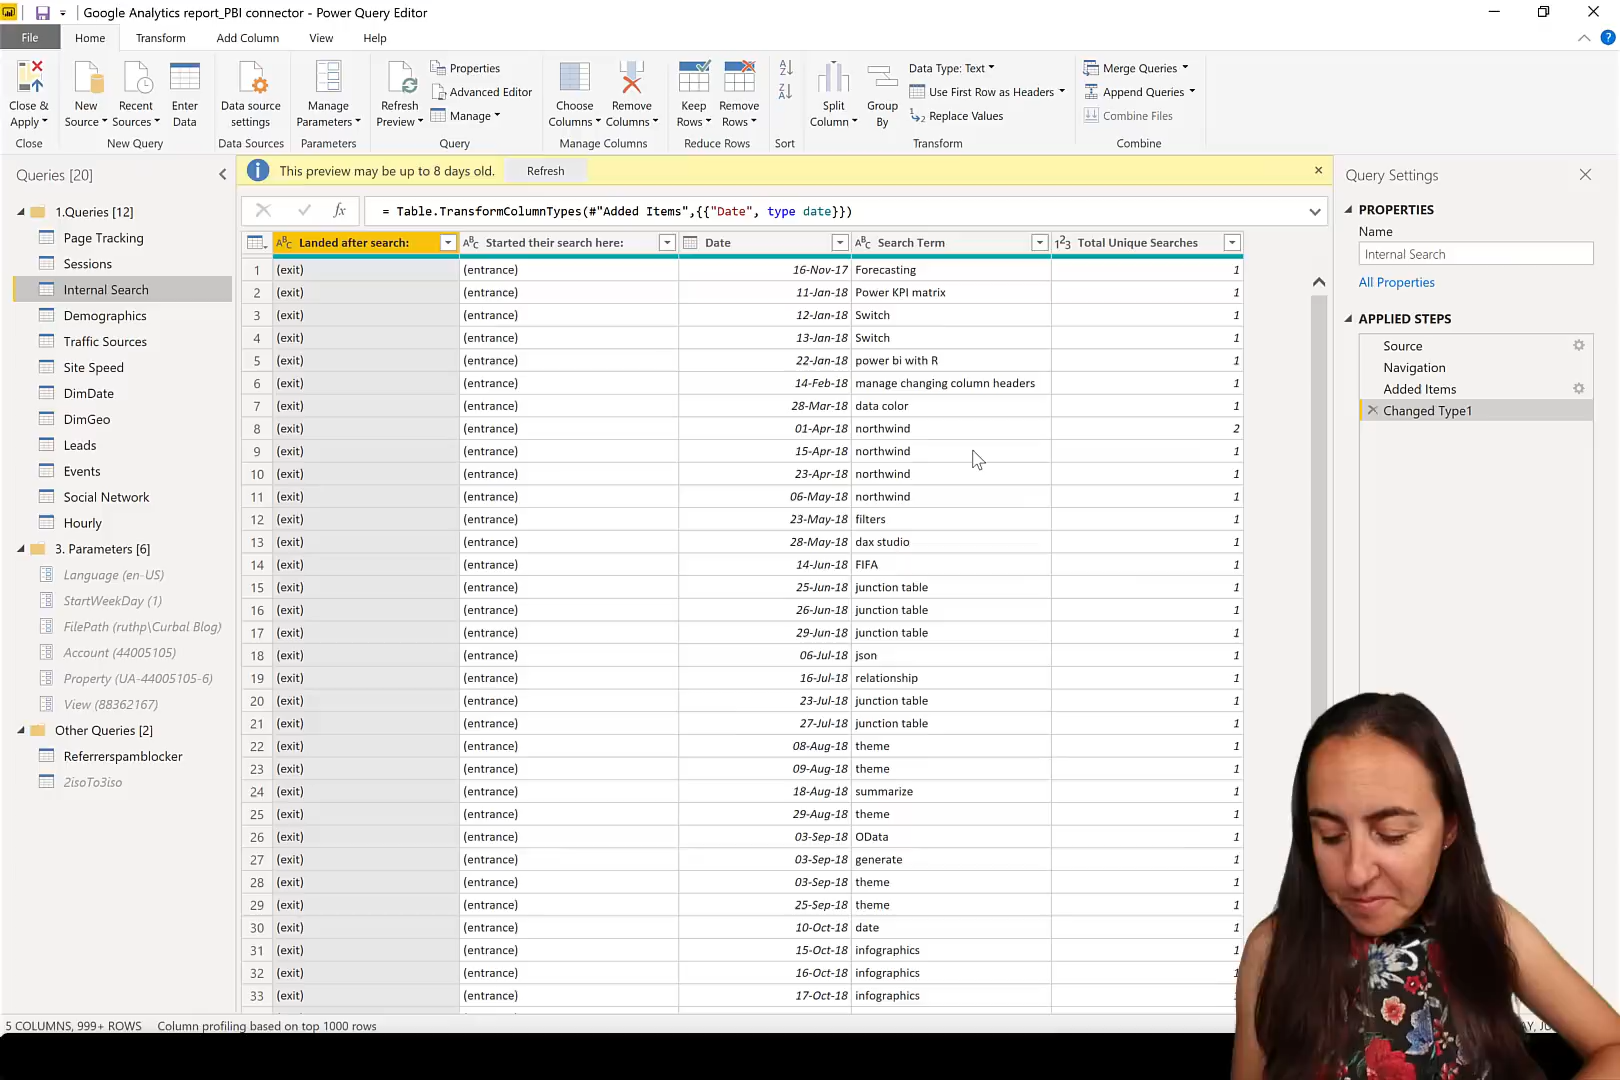 Google Analytics report_PBI connector - Power Query Editor
File Home Transform Add Column View Help
Close & Apply
New Source
Recent Sources
Enter Data
Data source settings
Manage Parameters
Refresh Preview
Properties
Advanced Editor
Manage
Choose Columns
Remove Columns
Keep Rows
Remove Rows
Split Column
Group By
Data Type: Text
Use First Row as Headers
Replace Values
Merge Queries
Append Queries
Combine Files
Close New Query Data Sources Parameters Query Manage Columns Reduce Rows Sort Transform Combine
Queries [20]
1.Queries [12]
Page Tracking
Sessions
Internal Search
Demographics
Traffic Sources
Site Speed
DimDate
DimGeo
Leads
Events
Social Network
Hourly
3. Parameters [6]
Language (en-US)
StartWeekDay (1)
FilePath (ruthp\Curbal Blog)
Account (44005105)
Property (UA-44005105-6)
View (88362167)
Other Queries [2]
Referrerspamblocker
2isoTo3iso
This preview may be up to 8 days old. Refresh
fx = Table.TransformColumnTypes(#"Added Items",{{"Date", type date}})
ABC Landed after search: ABC Started their search here: Date ABC Search Term 123 Total Unique Searches
1 (exit) (entrance) 16-Nov-17 Forecasting 1
2 (exit) (entrance) 11-Jan-18 Power KPI matrix 1
3 (exit) (entrance) 12-Jan-18 Switch 1
4 (exit) (entrance) 13-Jan-18 Switch 1
5 (exit) (entrance) 22-Jan-18 power bi with R 1
6 (exit) (entrance) 14-Feb-18 manage changing column headers 1
7 (exit) (entrance) 28-Mar-18 data color 1
8 (exit) (entrance) 01-Apr-18 northwind 2
9 (exit) (entrance) 15-Apr-18 northwind 1
10 (exit) (entrance) 23-Apr-18 northwind 1
11 (exit) (entrance) 06-May-18 northwind 1
12 (exit) (entrance) 23-May-18 filters 1
13 (exit) (entrance) 28-May-18 dax studio 1
14 (exit) (entrance) 14-Jun-18 FIFA 1
15 (exit) (entrance) 25-Jun-18 junction table 1
16 (exit) (entrance) 26-Jun-18 junction table 1
17 (exit) (entrance) 29-Jun-18 junction table 1
18 (exit) (entrance) 06-Jul-18 json 1
19 (exit) (entrance) 16-Jul-18 relationship 1
20 (exit) (entrance) 23-Jul-18 junction table 1
21 (exit) (entrance) 27-Jul-18 junction table 1
22 (exit) (entrance) 08-Aug-18 theme 1
23 (exit) (entrance) 09-Aug-18 theme 1
24 (exit) (entrance) 18-Aug-18 summarize 1
25 (exit) (entrance) 29-Aug-18 theme 1
26 (exit) (entrance) 03-Sep-18 OData 1
27 (exit) (entrance) 03-Sep-18 generate 1
28 (exit) (entrance) 03-Sep-18 theme 1
29 (exit) (entrance) 25-Sep-18 theme 1
30 (exit) (entrance) 10-Oct-18 date 1
31 (exit) (entrance) 15-Oct-18 infographics 1
32 (exit) (entrance) 16-Oct-18 infographics
33 (exit) (entrance) 17-Oct-18 infographics
Query Settings
PROPERTIES
Name
Internal Search
All Properties
APPLIED STEPS
Source
Navigation
Added Items
Changed Type1
5 COLUMNS, 999+ ROWS Column profiling based on top 1000 rows